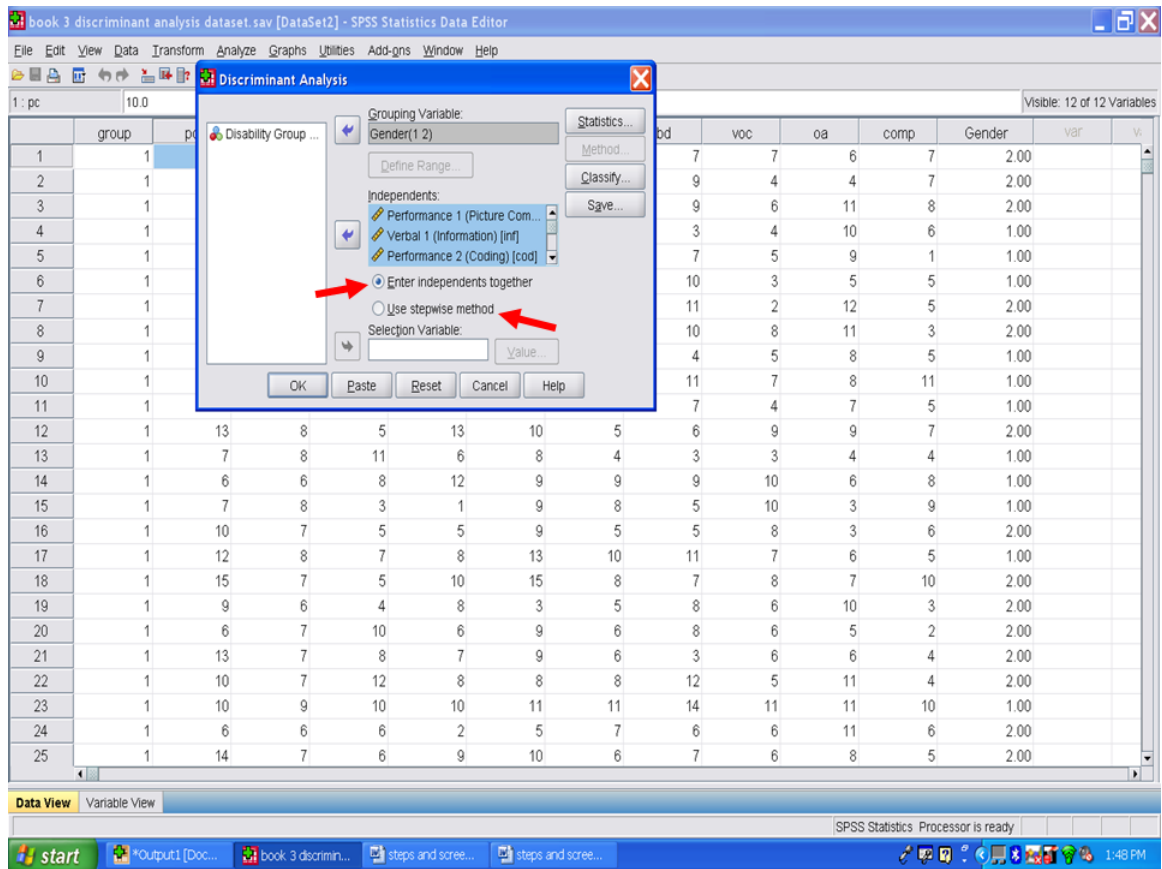 book 3 discriminant analysis dataset.sav [DataSet2] - SPSS Statistics Data Editor
File Edit View Data Transform Analyze Graphs Utilities Add-ons Window Help
1 : pc 10.0 Visible: 12 of 12 Variables
Discriminant Analysis
Disability Group ...
Grouping Variable:
Gender(1 2)
Define Range...
Independents:
Performance 1 (Picture Com...
Verbal 1 (Information) [inf]
Performance 2 (Coding) [cod]
Enter independents together
Use stepwise method
Selection Variable:
Value...
Statistics...
Method...
Classify...
Save...
OK Paste Reset Cancel Help
group bd voc oa comp Gender var
1 1 7 7 6 7 2.00
2 1 9 4 4 7 2.00
3 1 9 6 11 8 2.00
4 1 3 4 10 6 1.00
5 1 7 5 9 1 1.00
6 1 10 3 5 5 1.00
7 1 11 2 12 5 2.00
8 1 10 8 11 3 2.00
9 1 4 5 8 5 1.00
10 1 11 7 8 11 1.00
11 1 7 4 7 5 1.00
12 1 13 8 5 13 10 5 6 9 9 7 2.00
13 1 7 8 11 6 8 4 3 3 4 4 1.00
14 1 6 6 8 12 9 9 9 10 6 8 1.00
15 1 7 8 3 1 9 8 5 10 3 9 1.00
16 1 10 7 5 5 9 5 5 8 3 6 2.00
17 1 12 8 7 8 13 10 11 7 6 5 1.00
18 1 15 7 5 10 15 8 7 8 7 10 2.00
19 1 9 6 4 8 3 5 8 6 10 3 2.00
20 1 6 7 10 6 9 6 8 6 5 2 2.00
21 1 13 7 8 7 9 6 3 6 6 4 2.00
22 1 10 7 12 8 8 8 12 5 11 4 2.00
23 1 10 9 10 10 11 11 14 11 11 10 1.00
24 1 6 6 6 2 5 7 6 6 11 6 2.00
25 1 14 7 6 9 10 6 7 6 8 5 2.00
Data View Variable View
SPSS Statistics Processor is ready
start *Output1 [Doc... book 3 discrimin... steps and scree... steps and scree... 1:48 PM